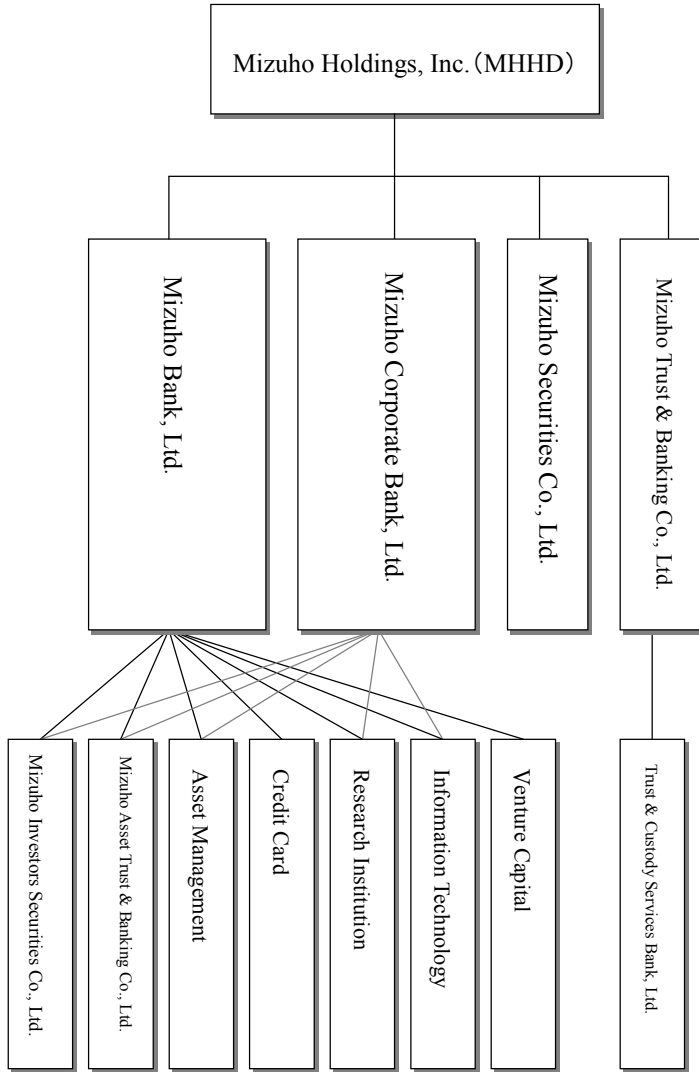 Mizuho Holdings, Inc.（MHHD）
Mizuho Bank, Ltd.
Mizuho Corporate Bank, Ltd.
Mizuho Securities Co., Ltd.
Mizuho Trust & Banking Co., Ltd.
Mizuho Investors Securities Co., Ltd.
Mizuho Asset Trust & Banking Co., Ltd.
Asset Management
Credit Card
Research Institution
Information Technology
Venture Capital
Trust & Custody Services Bank, Ltd.